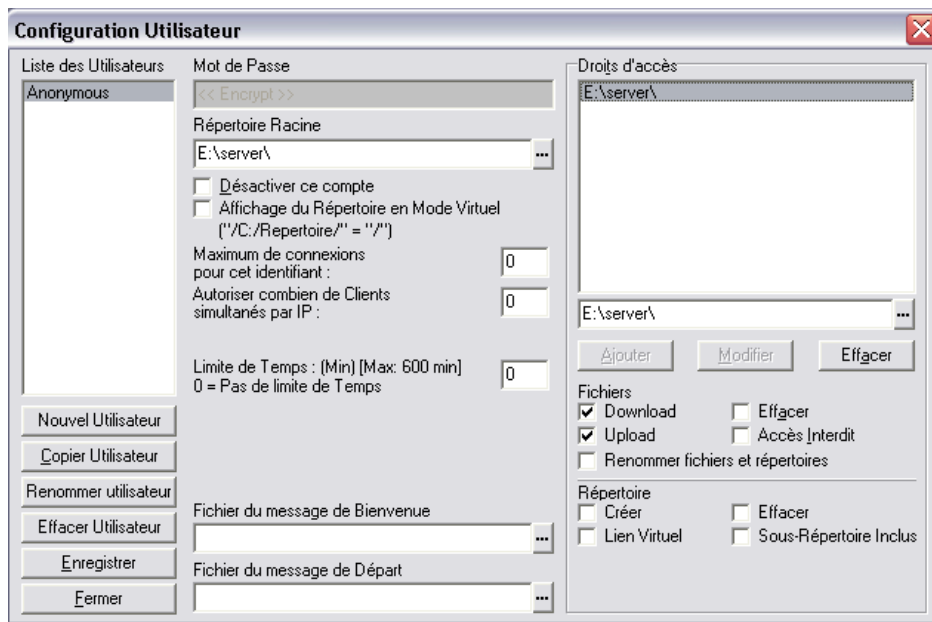 Configuration Utilisateur
Liste des Utilisateurs
Anonymous
Nouvel Utilisateur
Copier Utilisateur
Renommer utilisateur
Effacer Utilisateur
Enregistrer
Fermer
Mot de Passe
<< Encrypt >>
Répertoire Racine
E:\server\
...
Désactiver ce compte
Affichage du Répertoire en Mode Virtuel
("/C:/Repertoire/" = "/")
Maximum de connexions
pour cet identifiant :
0
Autoriser combien de Clients
simultanés par IP :
0
Limite de Temps : (Min) [Max: 600 min]
0 = Pas de limite de Temps
0
Fichier du message de Bienvenue
...
Fichier du message de Départ
...
Droits d'accès
E:\server\
E:\server\
...
Ajouter
Modifier
Effacer
Fichiers
Download
Effacer
Upload
Accès Interdit
Renommer fichiers et répertoires
Répertoire
Créer
Effacer
Lien Virtuel
Sous-Répertoire Inclus